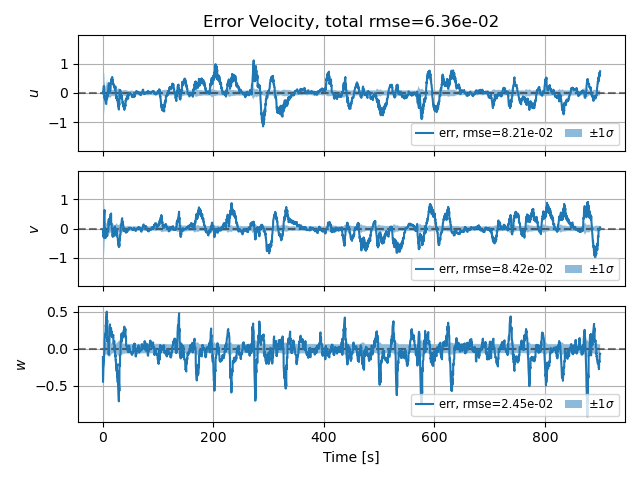 Error Velocity, total rmse=6.36e-02
1
0
−1
u
err, rmse=8.21e-02 ±1σ
1
0
−1
v
err, rmse=8.42e-02 ±1σ
0.5
0.0
−0.5
w
err, rmse=2.45e-02 ±1σ
0 200 400 600 800
Time [s]